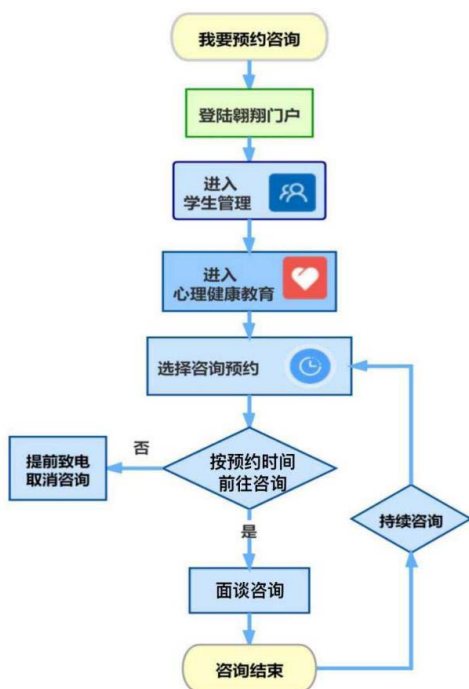 我要预约咨询
登陆翱翔门户
进入
学生管理
进入
心理健康教育
选择咨询预约
否
提前致电
取消咨询
按预约时间
前往咨询
持续咨询
是
面谈咨询
咨询结束